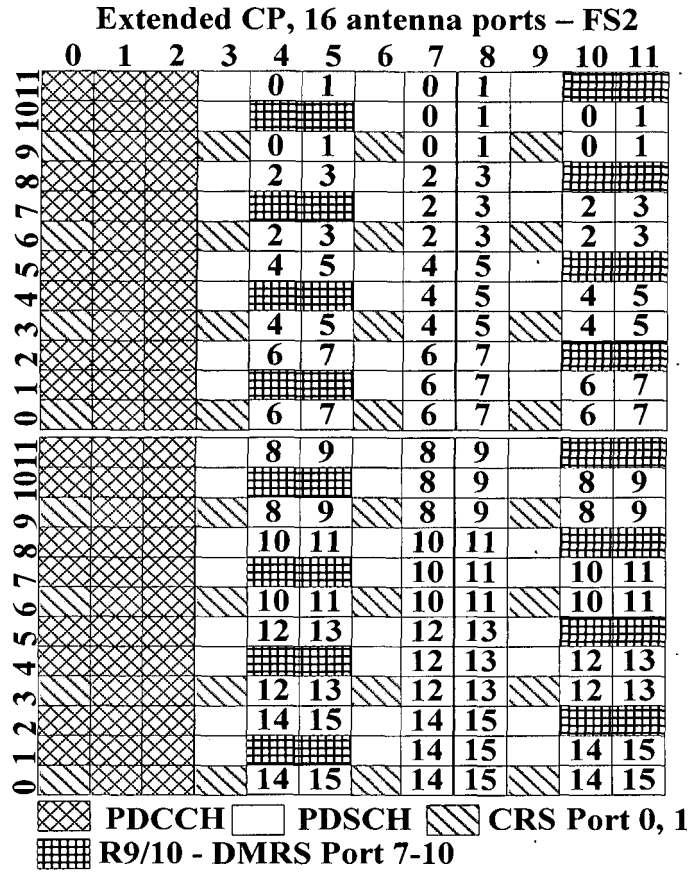 Extended CP, 16 antenna ports – FS2
0 1 2 3 4 5 6 7 8 9 10 11
11 0 1 0 1
10 0 1 0 1
9 0 1 0 1 0 1
8 2 3 2 3
7 2 3 2 3
6 2 3 2 3 2 3
5 4 5 4 5
4 4 5 4 5
3 4 5 4 5 4 5
2 6 7 6 7
1 6 7 6 7
0 6 7 6 7 6 7
11 8 9 8 9
10 8 9 8 9
9 8 9 8 9 8 9
8 10 11 10 11
7 10 11 10 11
6 10 11 10 11 10 11
5 12 13 12 13
4 12 13 12 13
3 12 13 12 13 12 13
2 14 15 14 15
1 14 15 14 15
0 14 15 14 15 14 15
PDCCH PDSCH CRS Port 0, 1
R9/10 - DMRS Port 7-10